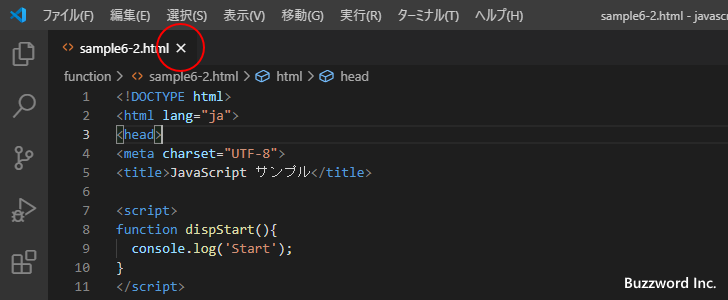 ファイル(F) 編集(E) 選択(S) 表示(V) 移動(G) 実行(R) ターミナル(T) ヘルプ(H) sample6-2.html - javasc
sample6-2.html
function > sample6-2.html > html > head
1 <!DOCTYPE html>
2 <html lang="ja">
3 <head>
4 <meta charset="UTF-8">
5 <title>JavaScript サンプル</title>
6
7 <script>
8 function dispStart(){
9 console.log('Start');
10 }
11 </script>
Buzzword Inc.